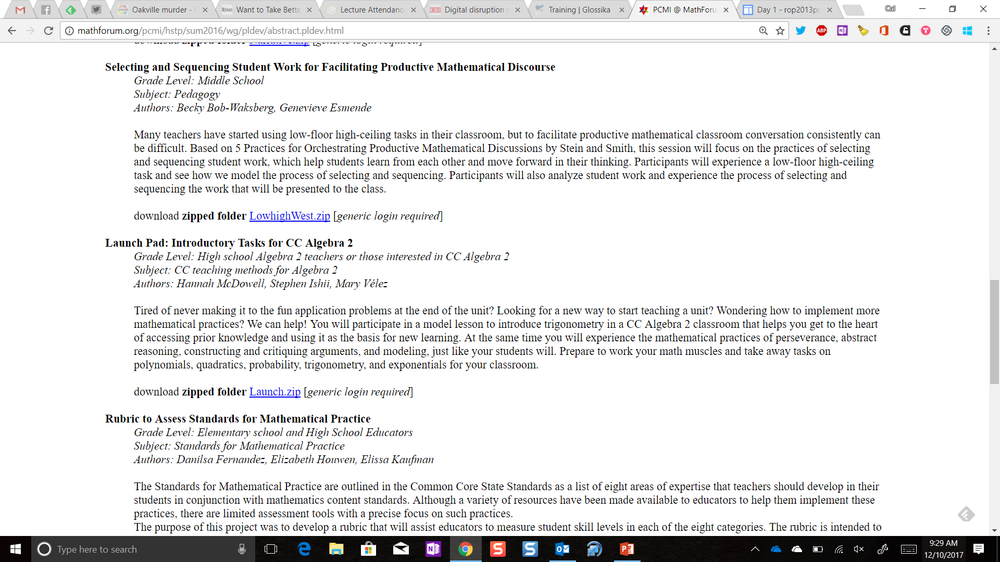 Oakville murder -
Want to Take Bette
Lecture Attendanc
Digital disruption
Training | Glossika
PCMI @ MathForu
Day 1 - rop2013pc
Cal
mathforum.org/pcmi/hstp/sum2016/wg/pldev/abstract.pldev.html
download zipped folder Narrative.zip [generic login required]
Selecting and Sequencing Student Work for Facilitating Productive Mathematical Discourse
Grade Level: Middle School
Subject: Pedagogy
Authors: Becky Bob-Waksberg, Genevieve Esmende
Many teachers have started using low-floor high-ceiling tasks in their classroom, but to facilitate productive mathematical classroom conversation consistently can
be difficult. Based on 5 Practices for Orchestrating Productive Mathematical Discussions by Stein and Smith, this session will focus on the practices of selecting
and sequencing student work, which help students learn from each other and move forward in their thinking. Participants will experience a low-floor high-ceiling
task and see how we model the process of selecting and sequencing. Participants will also analyze student work and experience the process of selecting and
sequencing the work that will be presented to the class.
download zipped folder LowhighWest.zip [generic login required]
Launch Pad: Introductory Tasks for CC Algebra 2
Grade Level: High school Algebra 2 teachers or those interested in CC Algebra 2
Subject: CC teaching methods for Algebra 2
Authors: Hannah McDowell, Stephen Ishii, Mary Vélez
Tired of never making it to the fun application problems at the end of the unit? Looking for a new way to start teaching a unit? Wondering how to implement more
mathematical practices? We can help! You will participate in a model lesson to introduce trigonometry in a CC Algebra 2 classroom that helps you get to the heart
of accessing prior knowledge and using it as the basis for new learning. At the same time you will experience the mathematical practices of perseverance, abstract
reasoning, constructing and critiquing arguments, and modeling, just like your students will. Prepare to work your math muscles and take away tasks on
polynomials, quadratics, probability, trigonometry, and exponentials for your classroom.
download zipped folder Launch.zip [generic login required]
Rubric to Assess Standards for Mathematical Practice
Grade Level: Elementary school and High School Educators
Subject: Standards for Mathematical Practice
Authors: Danilsa Fernandez, Elizabeth Houwen, Elissa Kaufman
The Standards for Mathematical Practice are outlined in the Common Core State Standards as a list of eight areas of expertise that teachers should develop in their
students in conjunction with mathematics content standards. Although a variety of resources have been made available to educators to help them implement these
practices, there are limited assessment tools with a precise focus on such practices.
The purpose of this project was to develop a rubric that will assist educators to measure student skill levels in each of the eight categories. The rubric is intended to
Type here to search
9:29 AM
12/10/2017